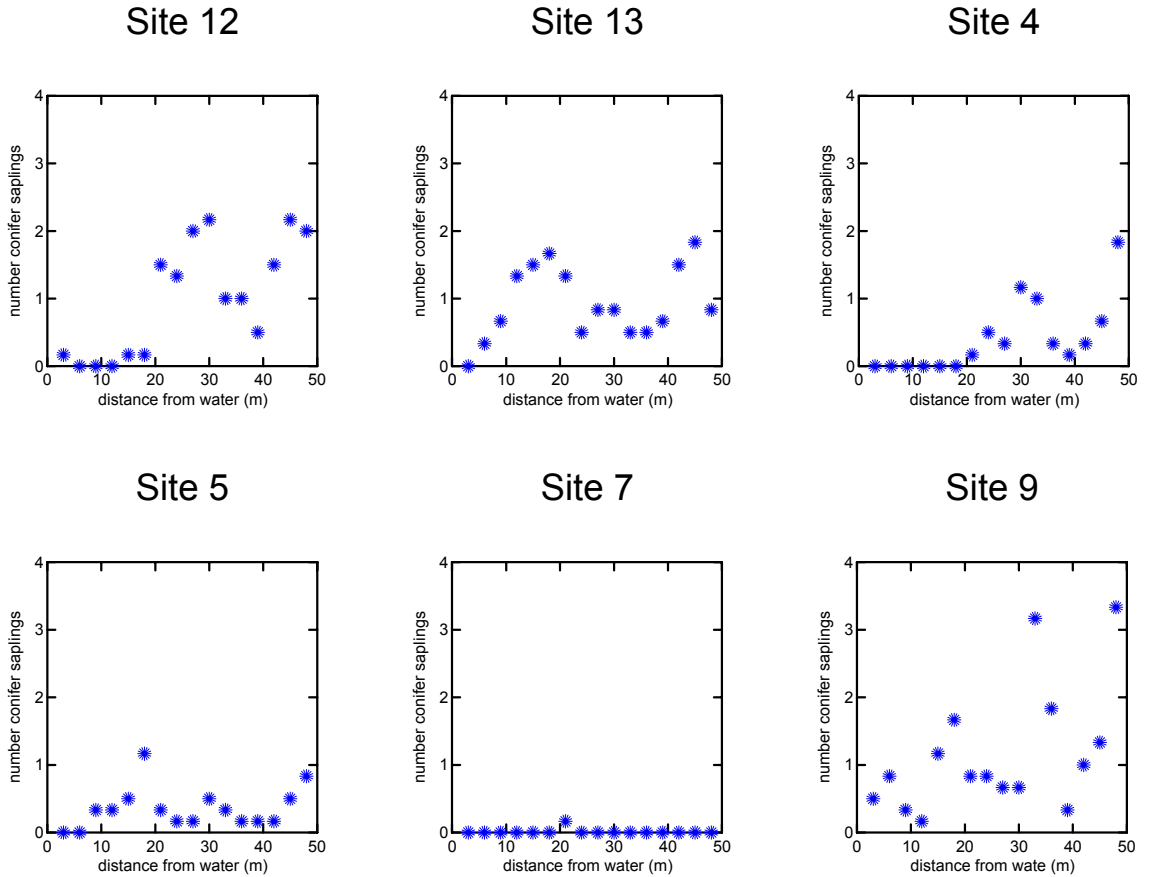 Site 12
Site 13
Site 4
number conifer saplings
4
3
2
1
0
0 10 20 30 40 50
distance from water (m)
number conifer saplings
4
3
2
1
0
0 10 20 30 40 50
distance from water (m)
number conifer saplings
4
3
2
1
0
0 10 20 30 40 50
distance from water (m)
Site 5
Site 7
Site 9
number conifer saplings
4
3
2
1
0
0 10 20 30 40 50
distance from water (m)
number conifer saplings
4
3
2
1
0
0 10 20 30 40 50
distance from water (m)
number conifer saplings
4
3
2
1
0
0 10 20 30 40 50
distance from wate (m)